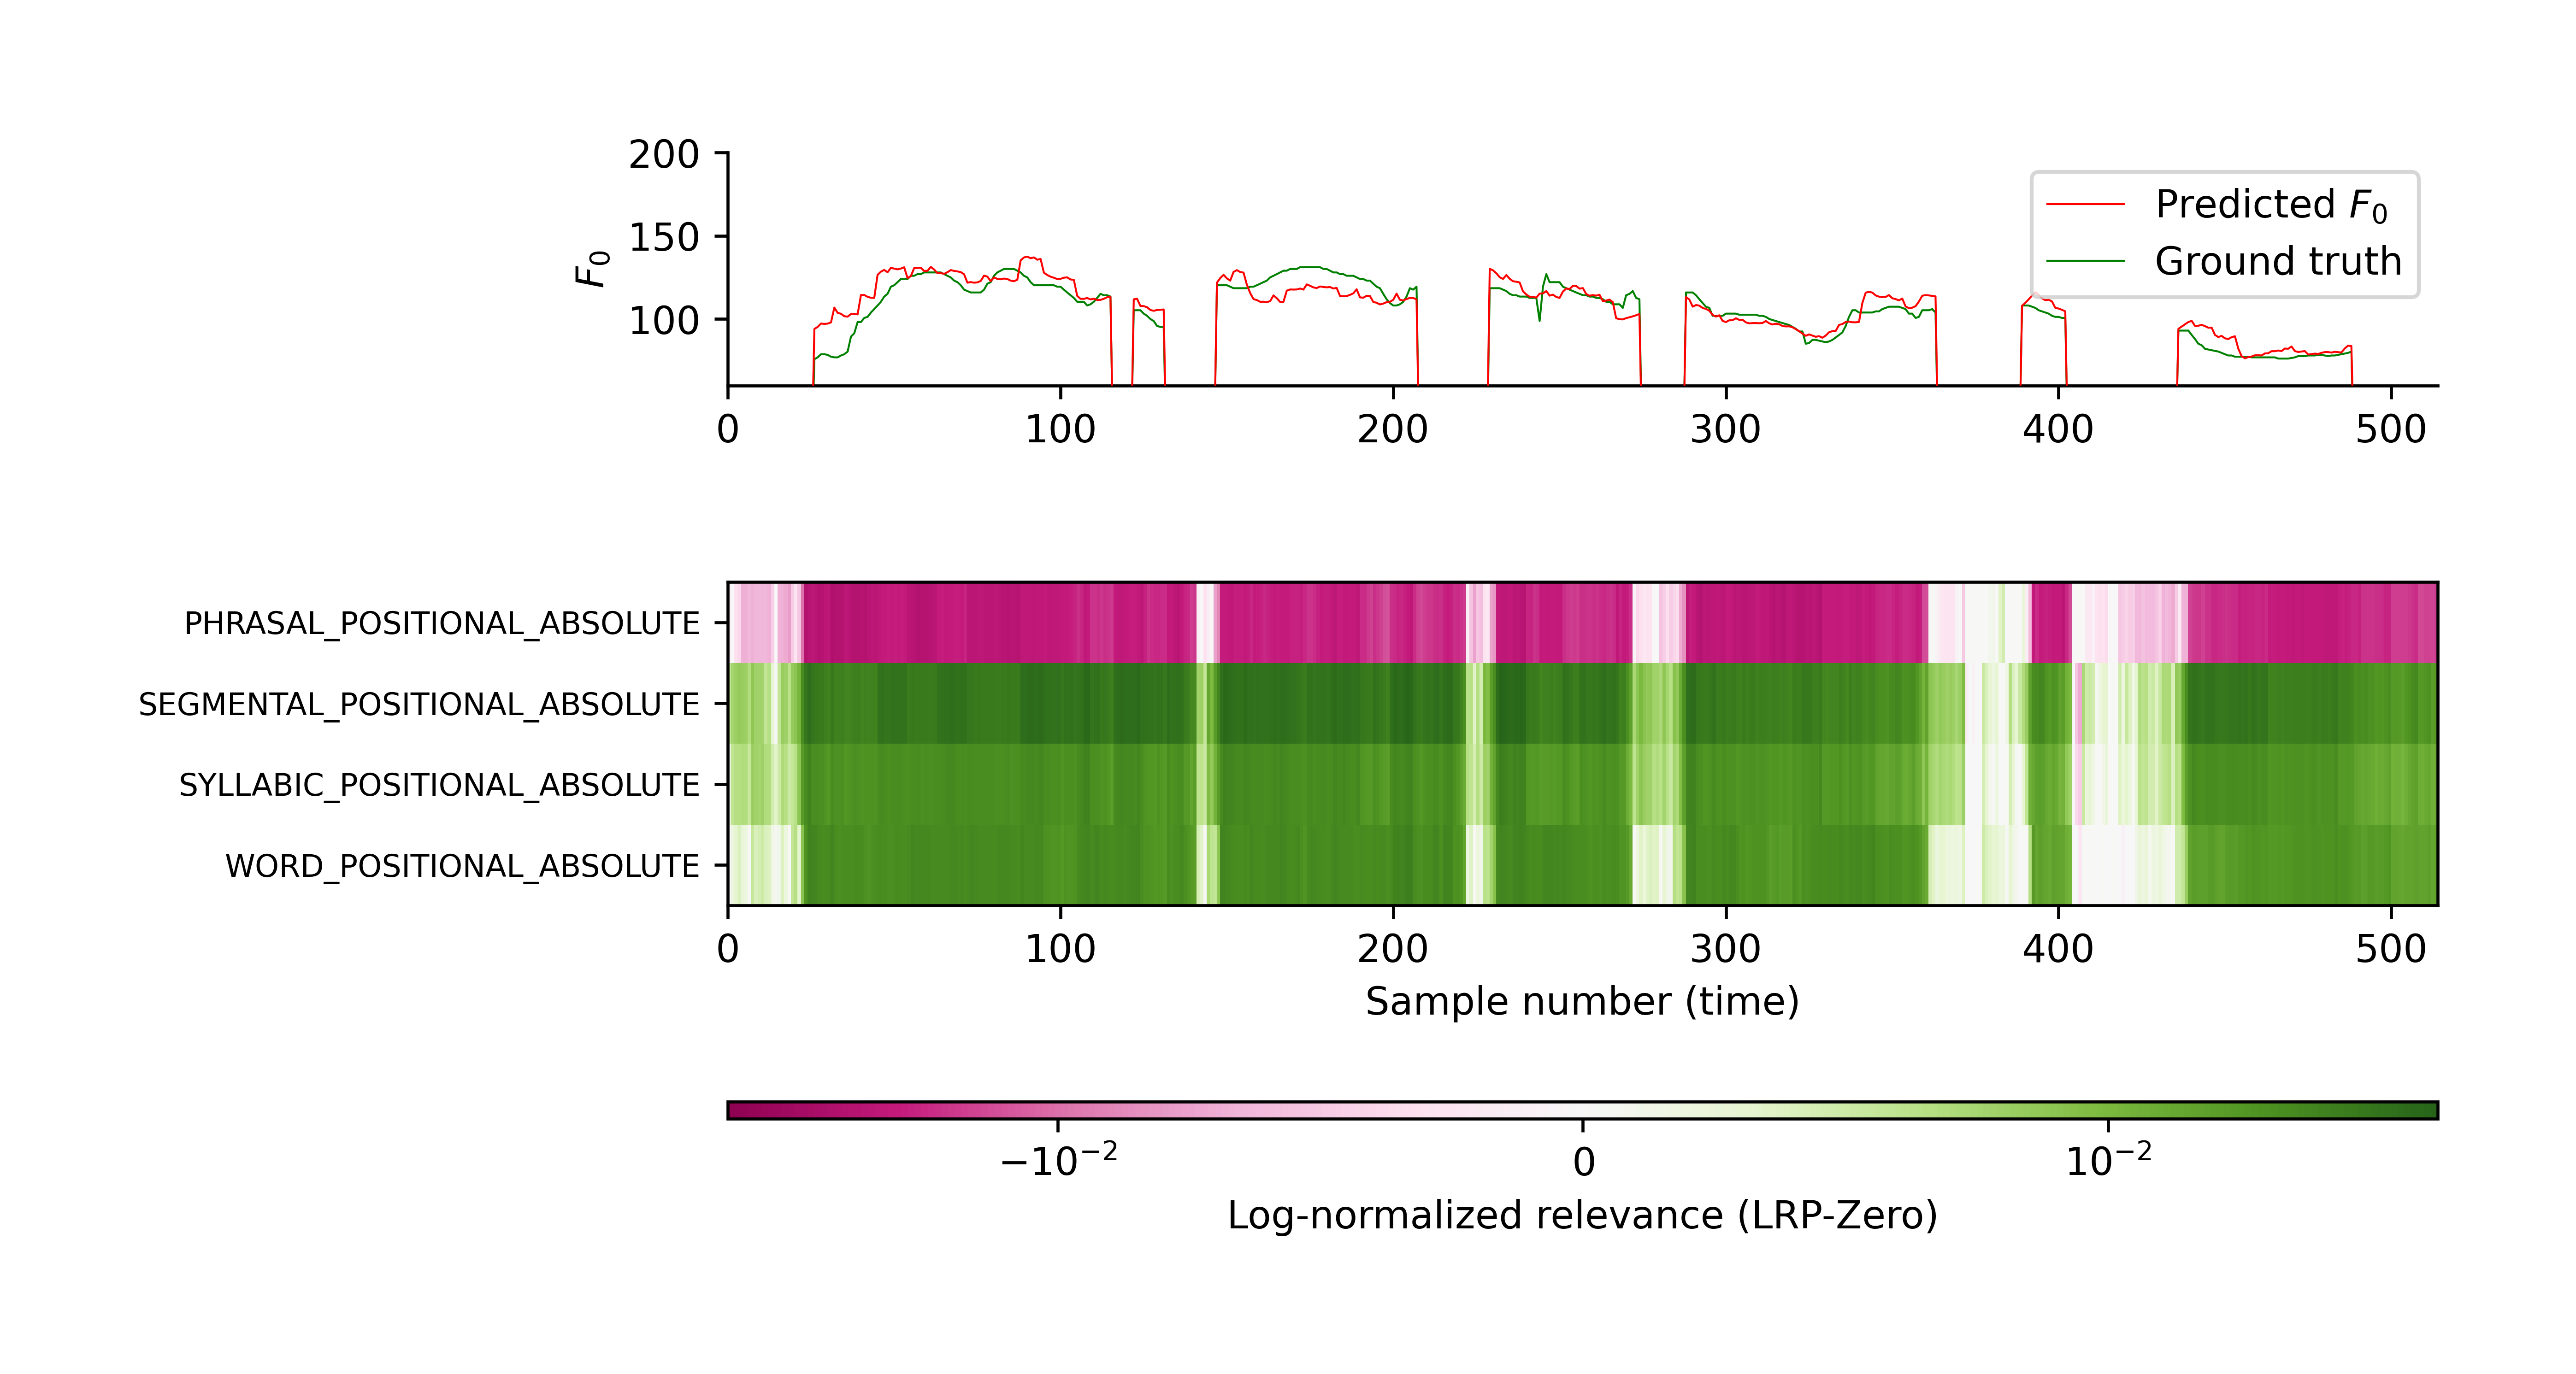 200
150
100
F₀
Predicted F₀
Ground truth
0 100 200 300 400 500
PHRASAL_POSITIONAL_ABSOLUTE
SEGMENTAL_POSITIONAL_ABSOLUTE
SYLLABIC_POSITIONAL_ABSOLUTE
WORD_POSITIONAL_ABSOLUTE
0 100 200 300 400 500
Sample number (time)
−10⁻² 0 10⁻²
Log-normalized relevance (LRP-Zero)